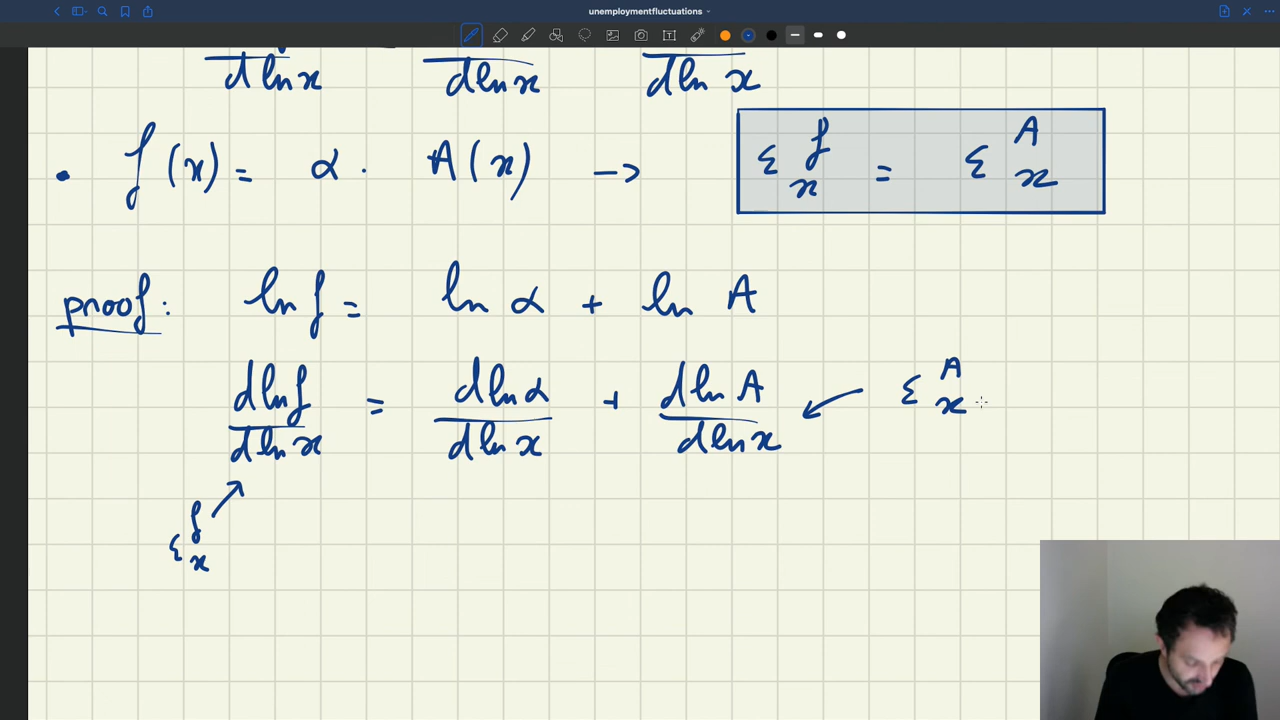 unemploymentfluctuations
d ln x d ln x d ln x
• f(x) = α · A(x) → ε^f_x = ε^A_x
proof: ln f = ln α + ln A
d ln f / d ln x = d ln α / d ln x + d ln A / d ln x ← ε^A_x
ε^f_x